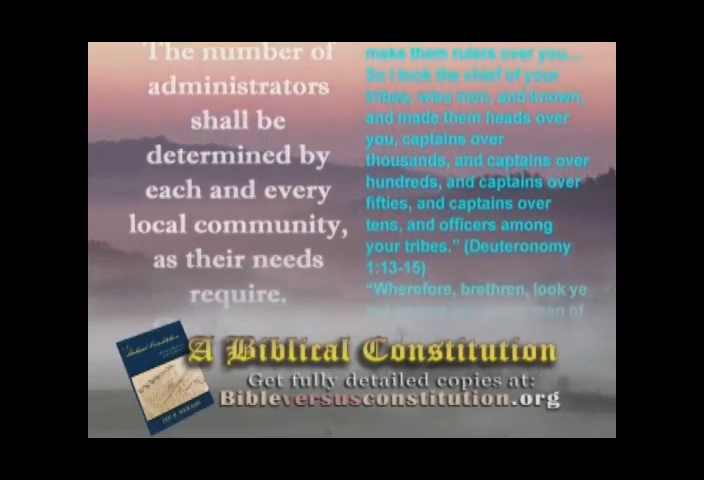 The number of
administrators
shall be
determined by
each and every
local community,
as their needs
require.
make them rulers over you...
So i took the chief of your
tribes, wise men, and known,
and made them heads over
you, captains over
thousands, and captains over
hundreds, and captains over
fifties, and captains over
tens, and officers among
your tribes." (Deuteronomy
1:13-15)
"Wherefore, brethren, look ye
men of
A Biblical Constitution
Get fully detailed copies at:
Bibleversusconstitution.org